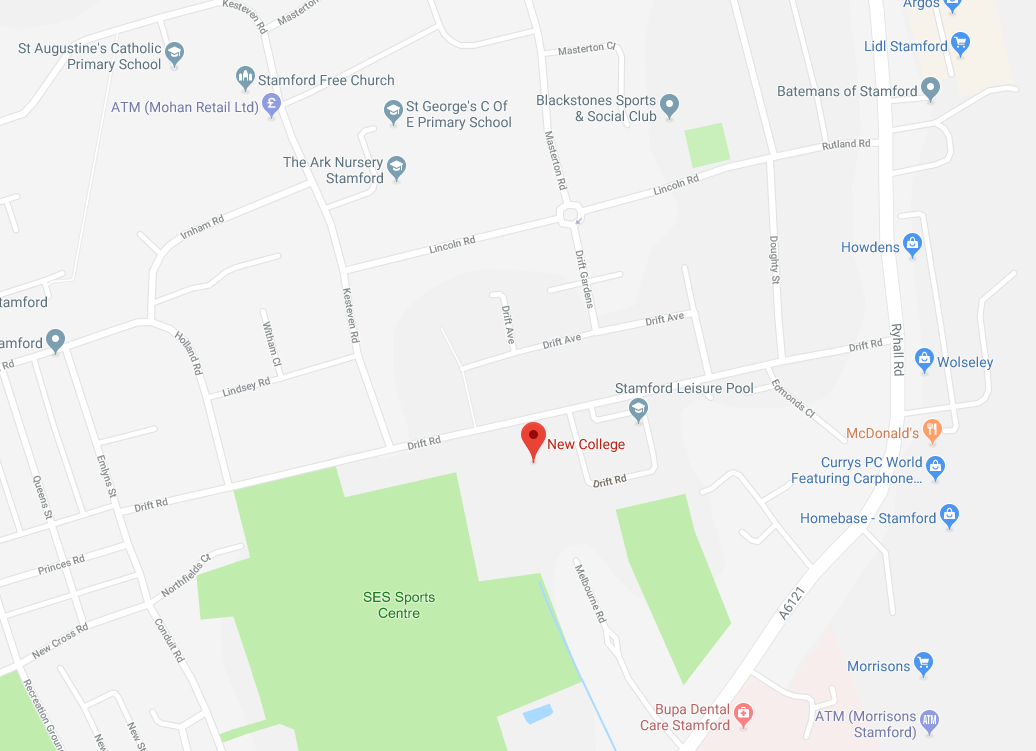 Argos
Kesteven Rd
Masterton
St Augustine's Catholic
Primary School
Lidl Stamford
Masterton Cl
Stamford Free Church
Batemans of Stamford
ATM (Mohan Retail Ltd)
£
St George's C Of
E Primary School
Blackstones Sports
& Social Club
Masterton Rd
Rutland Rd
The Ark Nursery
Stamford
Lincoln Rd
Irnham Rd
Lincoln Rd
Doughty St
Howdens
Drift Gardens
tamford
Kesteven Rd
Drift Ave
Drift Ave
Witham Cl
Holland Rd
amford
Rd
Drift Ave
Drift Rd
Ryhall Rd
Wolseley
Lindsey Rd
Stamford Leisure Pool
Edmonds Cl
McDonald's
New College
Drift Rd
Currys PC World
Featuring Carphone...
Drift Rd
Emlyns St
Queens St
Drift Rd
Homebase - Stamford
Princes Rd
Northfields Ct
SES Sports
Centre
Melbourne Rd
A6121
New Cross Rd
Conduit Rd
Morrisons
Recreation Groun
New St
Bupa Dental
Care Stamford
ATM (Morrisons
Stamford)
ATM